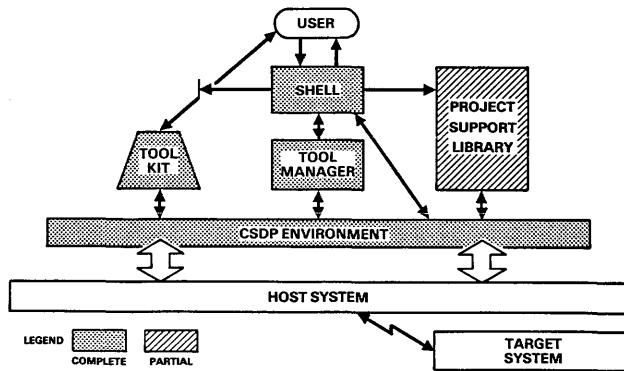 USER
SHELL
PROJECT
SUPPORT
LIBRARY
TOOL
KIT
TOOL
MANAGER
CSDP ENVIRONMENT
HOST SYSTEM
LEGEND
COMPLETE
PARTIAL
TARGET
SYSTEM